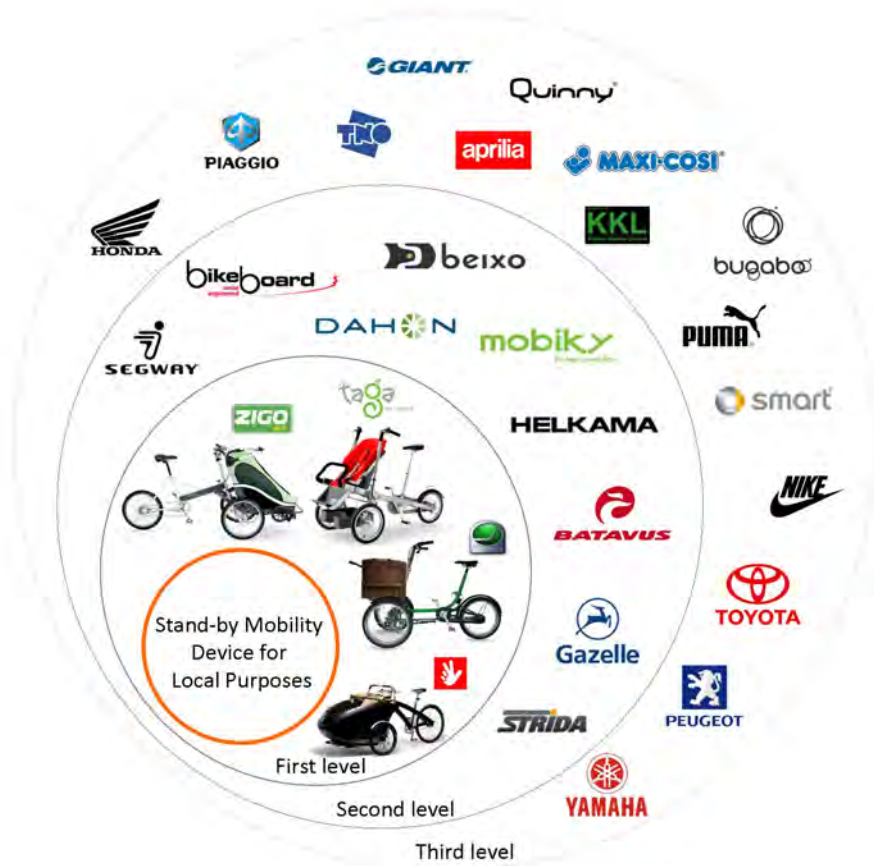 GIANT
Quinny
PIAGGIO
TNO
aprilia
MAXI-COSI
HONDA
KKL
bugaboo
bikeboard
beixo
SEGWAY
DAHON
mobiky
PUMA
ZIGO
taga
HELKAMA
smart
NIKE
BATAVUS
TOYOTA
Stand-by Mobility
Device for
Local Purposes
Gazelle
PEUGEOT
STRIDA
First level
Second level
YAMAHA
Third level